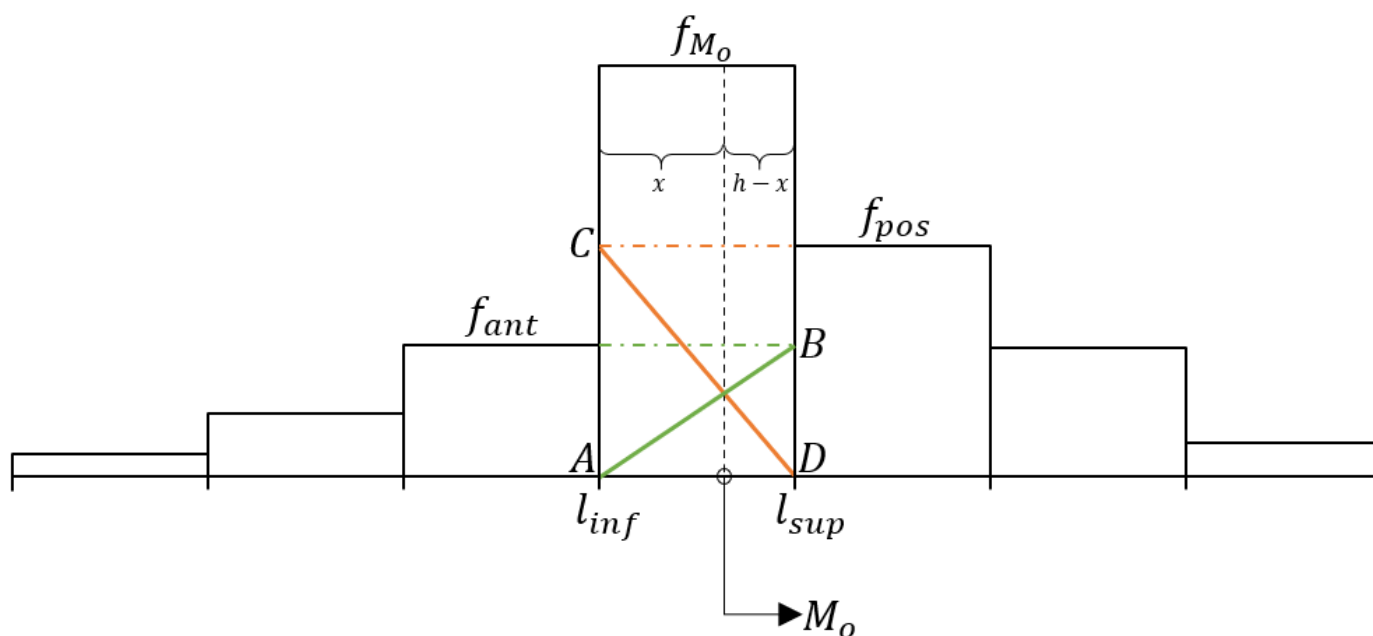 f_{M_o}
x
h − x
f_{pos}
C
f_{ant}
B
A
D
l_{inf}
l_{sup}
M_o